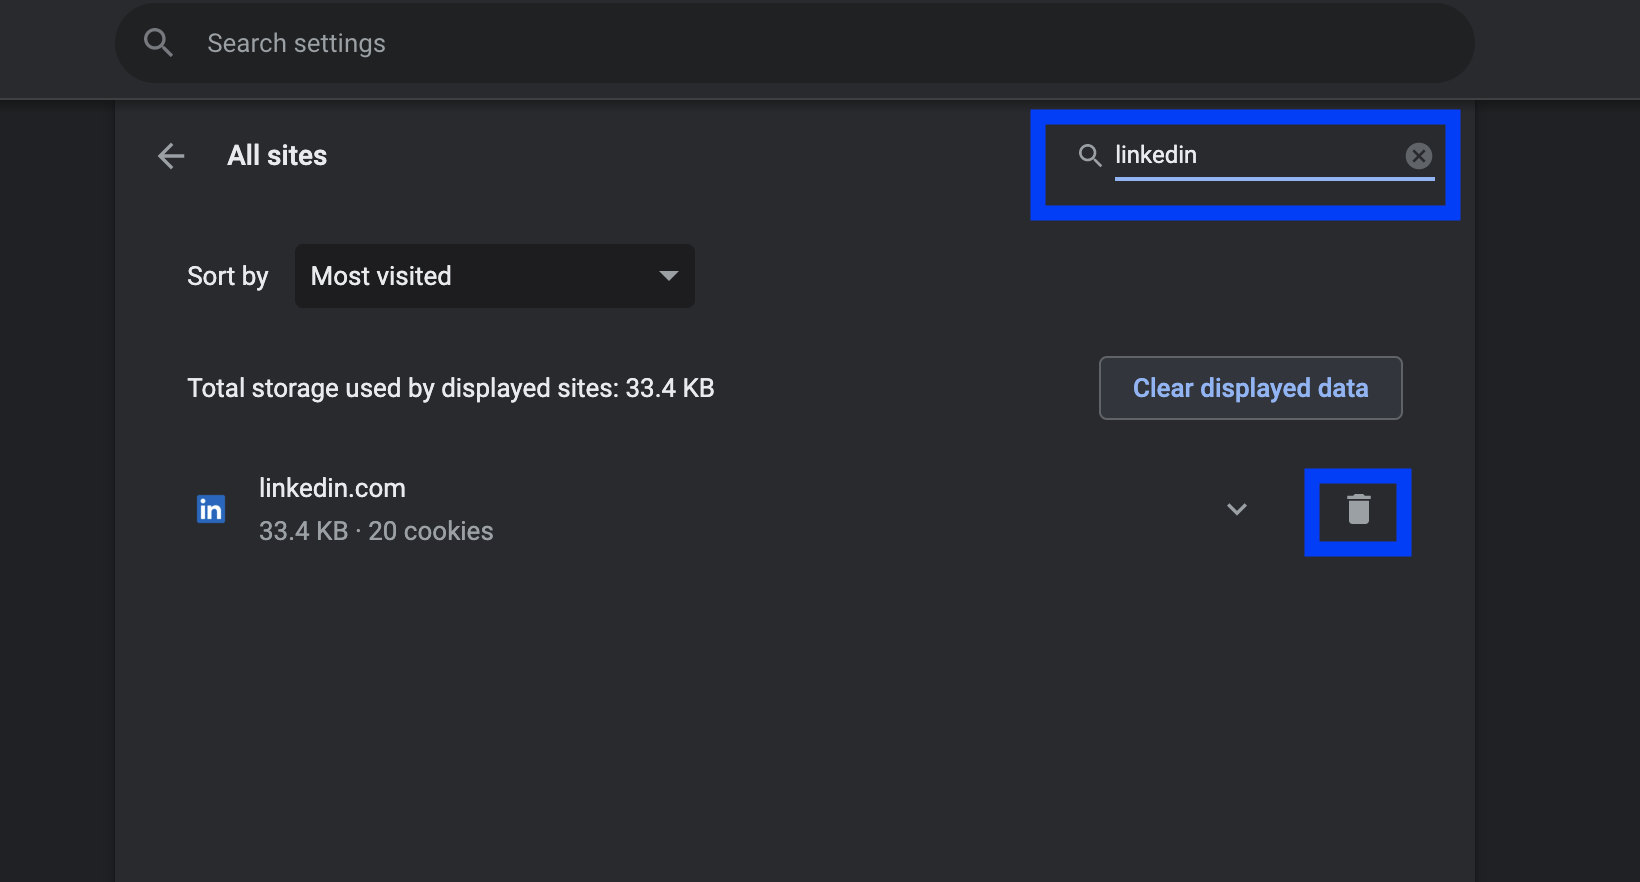 Search settings
All sites
linkedin
Sort by
Most visited
Total storage used by displayed sites: 33.4 KB
Clear displayed data
in
linkedin.com
33.4 KB · 20 cookies